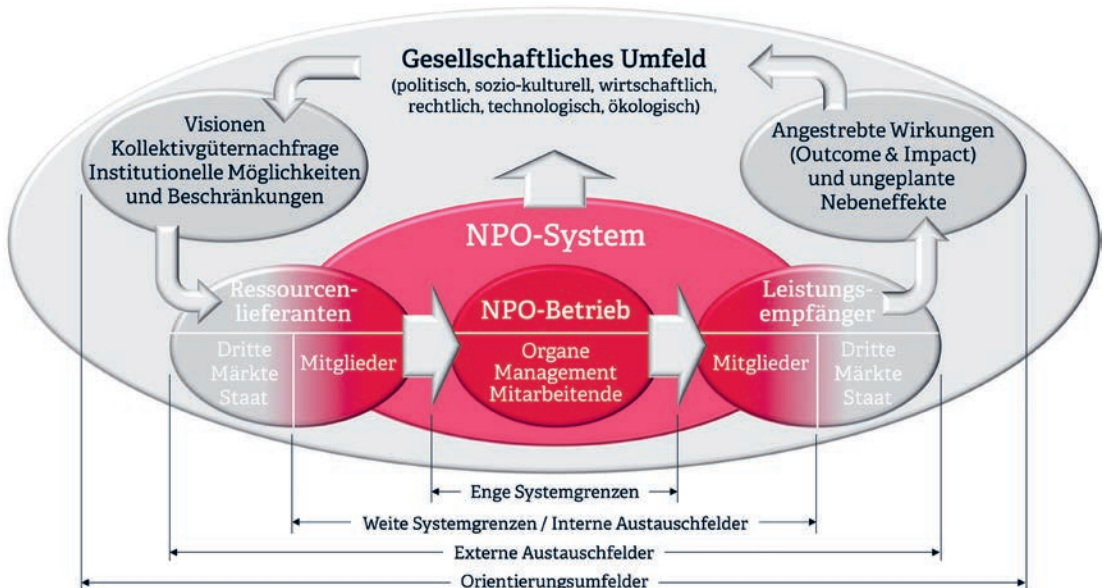 Gesellschaftliches Umfeld
(politisch, sozio-kulturell, wirtschaftlich,
rechtlich, technologisch, ökologisch)
Visionen
Kollektivgüternachfrage
Institutionelle Möglichkeiten
und Beschränkungen
Angestrebte Wirkungen
(Outcome & Impact)
und ungeplante
Nebeneffekte
NPO-System
Ressourcen-
lieferanten
Dritte
Märkte
Staat
Mitglieder
NPO-Betrieb
Organe
Management
Mitarbeitende
Leistungs-
empfänger
Mitglieder
Dritte
Märkte
Staat
Enge Systemgrenzen
Weite Systemgrenzen / Interne Austauschfelder
Externe Austauschfelder
Orientierungsumfelder